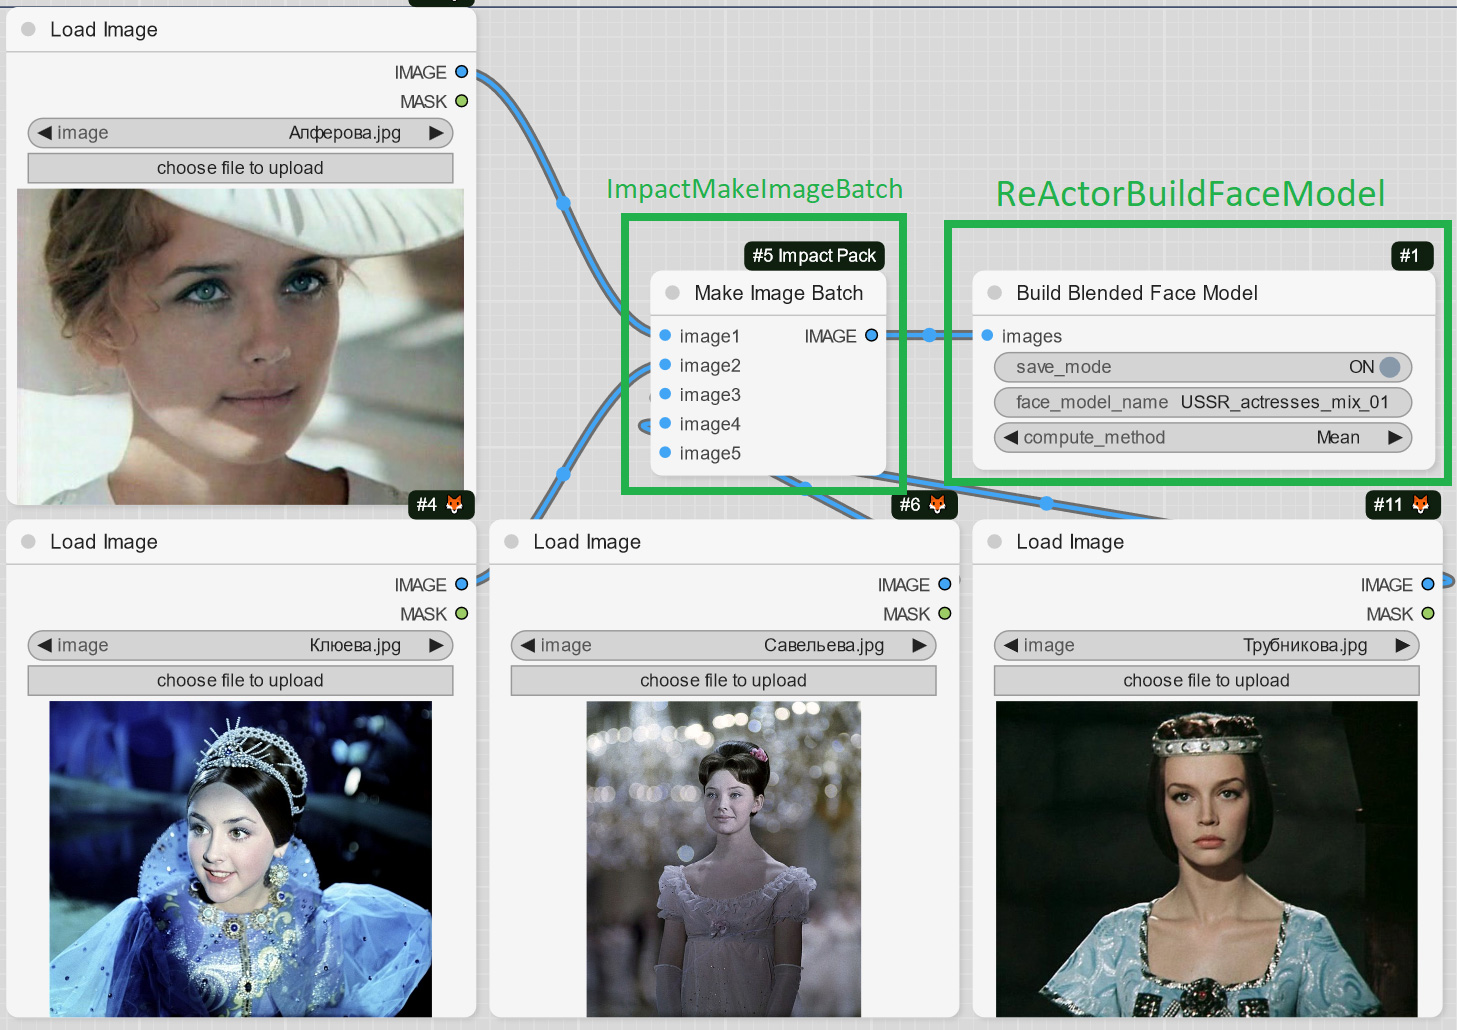 Load Image
IMAGE
MASK
image Алферова.jpg
choose file to upload
ImpactMakeImageBatch
ReActorBuildFaceModel
#5 Impact Pack
Make Image Batch
image1 IMAGE
image2
image3
image4
image5
#1
Build Blended Face Model
images
save_mode ON
face_model_name USSR_actresses_mix_01
compute_method Mean
#4
Load Image
IMAGE
MASK
image Клюева.jpg
choose file to upload
#6
Load Image
IMAGE
MASK
image Савельева.jpg
choose file to upload
#11
Load Image
IMAGE
MASK
image Трубникова.jpg
choose file to upload